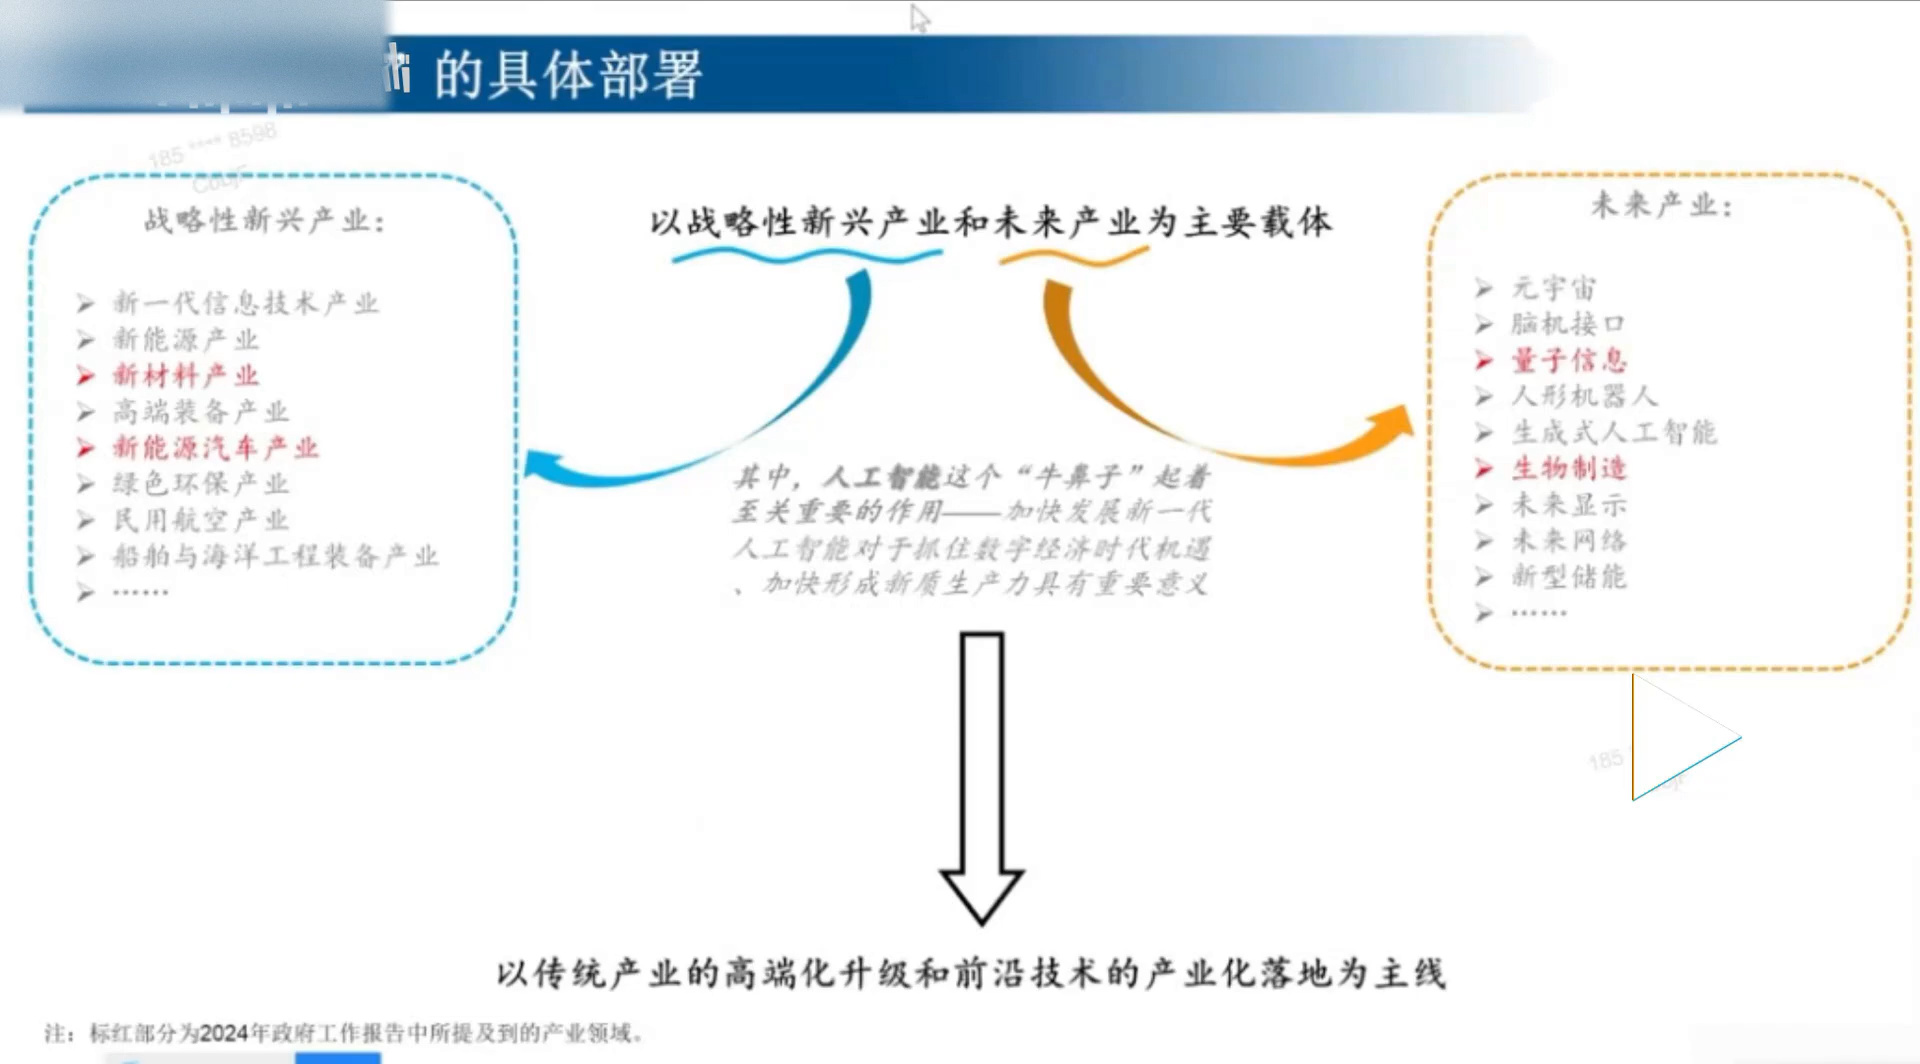 的具体部署
185 **** 8598
以战略性新兴产业和未来产业为主要载体
战略性新兴产业：
➢ 新一代信息技术产业
➢ 新能源产业
➢ 新材料产业
➢ 高端装备产业
➢ 新能源汽车产业
➢ 绿色环保产业
➢ 民用航空产业
➢ 船舶与海洋工程装备产业
➢ ……
其中，人工智能这个“牛鼻子”起着
至关重要的作用——加快发展新一代
人工智能对于抓住数字经济时代机遇
、加快形成新质生产力具有重要意义
未来产业：
➢ 元宇宙
➢ 脑机接口
➢ 量子信息
➢ 人形机器人
➢ 生成式人工智能
➢ 生物制造
➢ 未来显示
➢ 未来网络
➢ 新型储能
➢ ……
185
以传统产业的高端化升级和前沿技术的产业化落地为主线
注：标红部分为2024年政府工作报告中所提及到的产业领域。